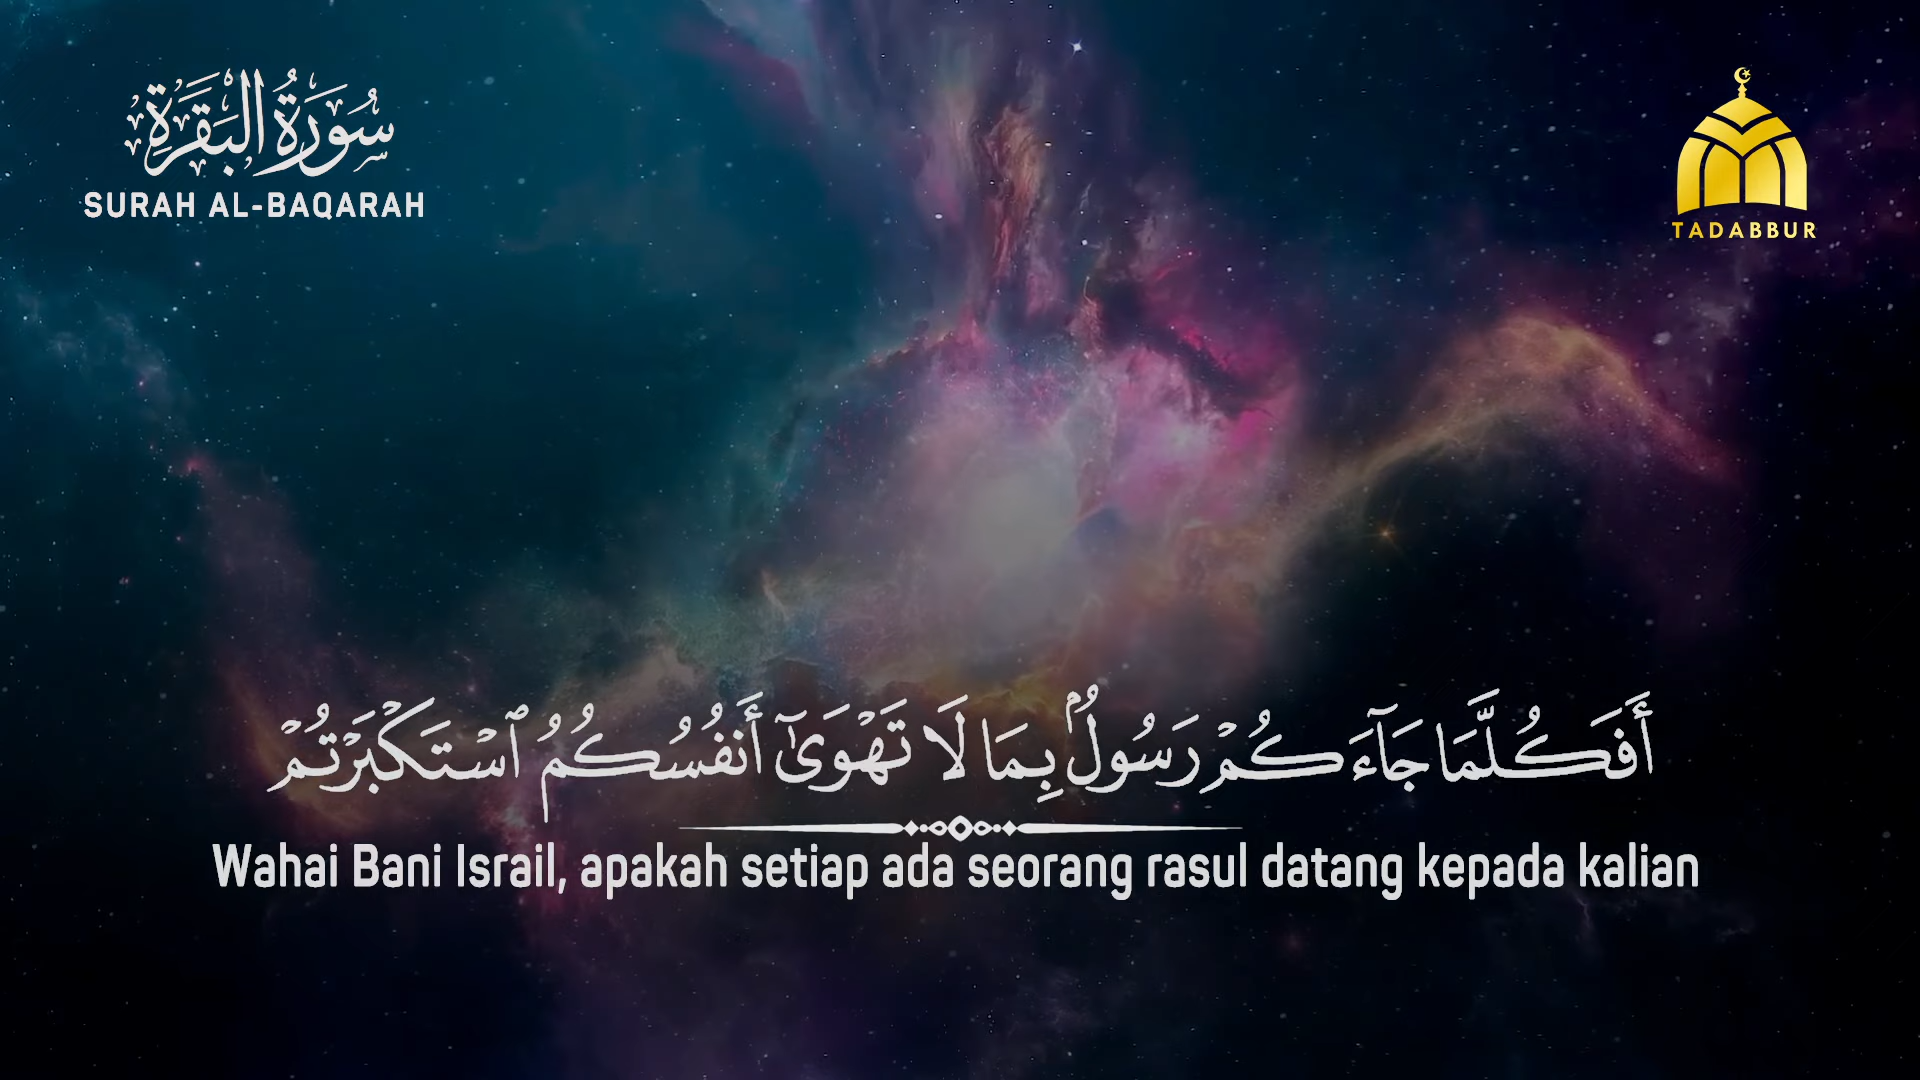 سُورَةُ الْبَقَرَةِ
SURAH AL-BAQARAH
TADABBUR
أَفَكُلَّمَا جَآءَكُمْ رَسُولٌۢ بِمَا لَا تَهْوَىٰٓ أَنفُسُكُمُ ٱسْتَكْبَرْتُمْ
Wahai Bani Israil, apakah setiap ada seorang rasul datang kepada kalian